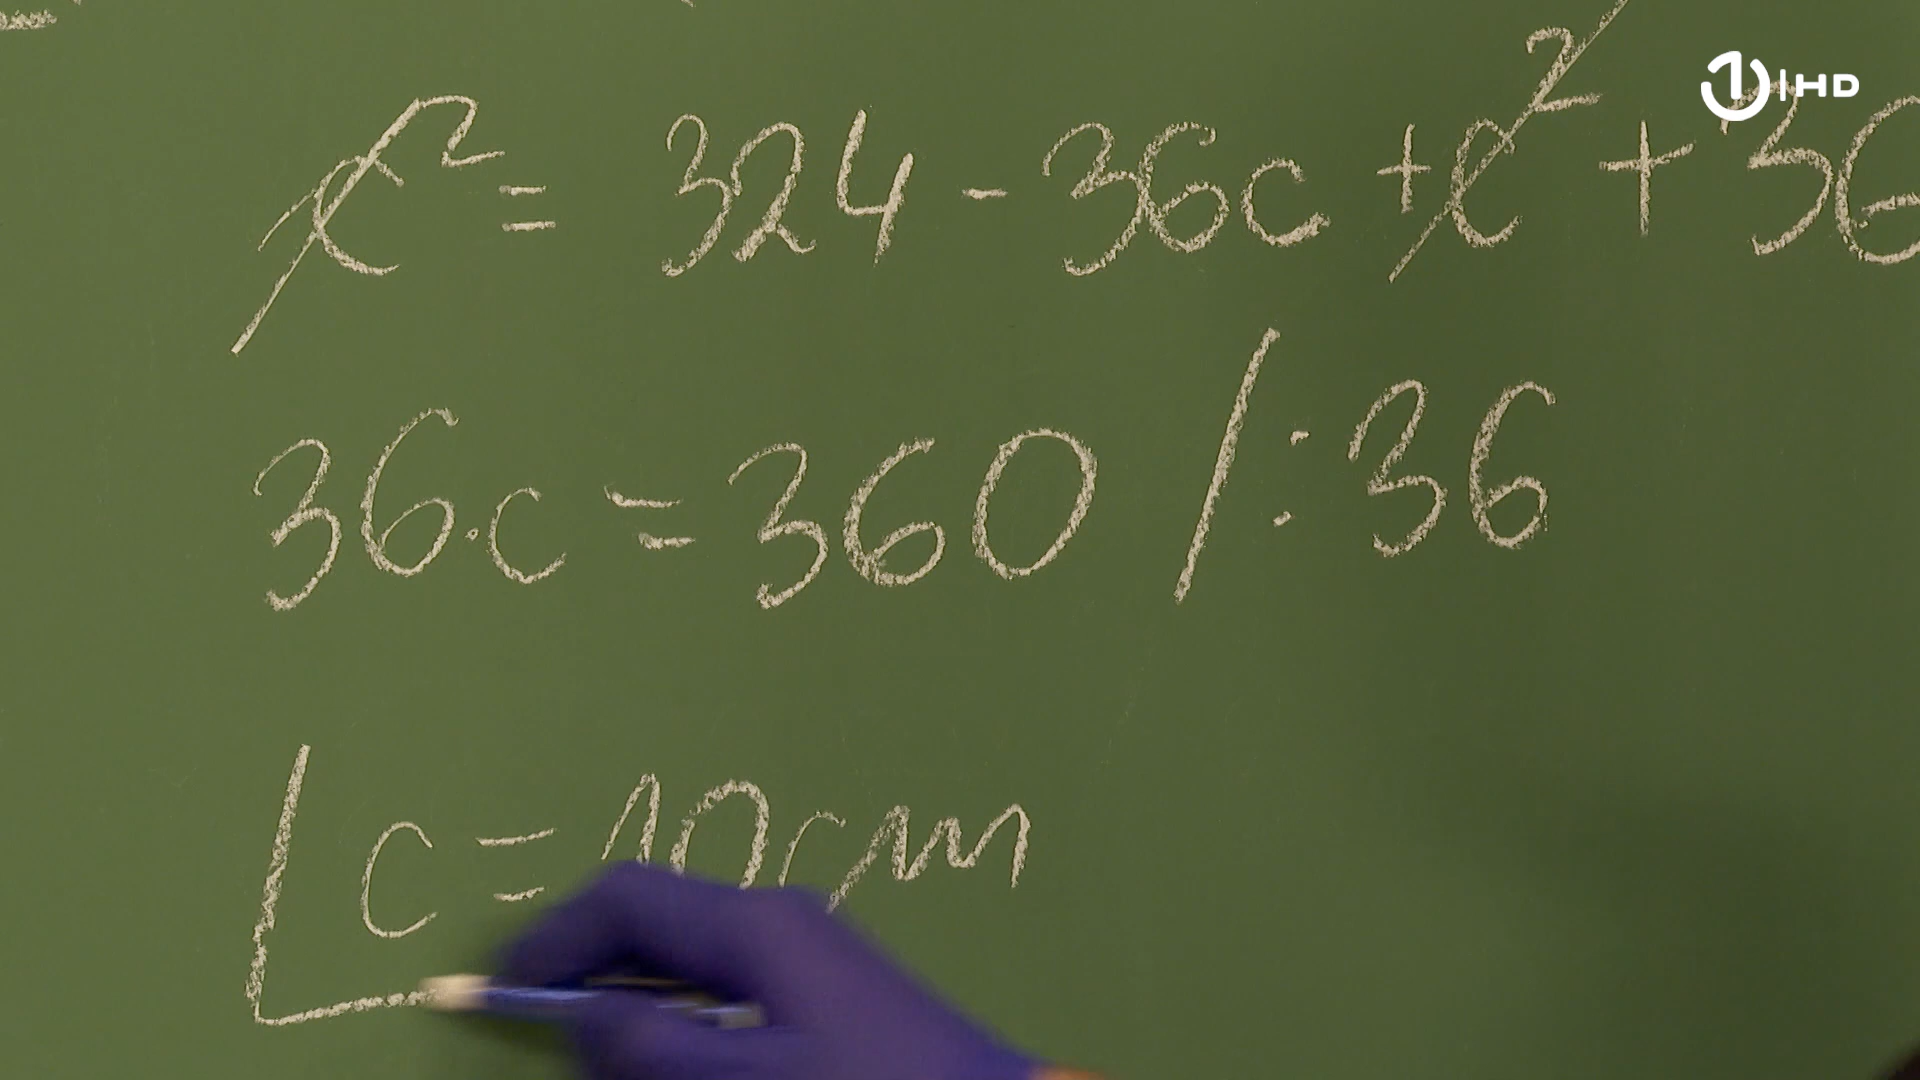 1 | HD
c² = 324 - 36c + c² + 36
36·c = 360 / : 36
c = 10cm